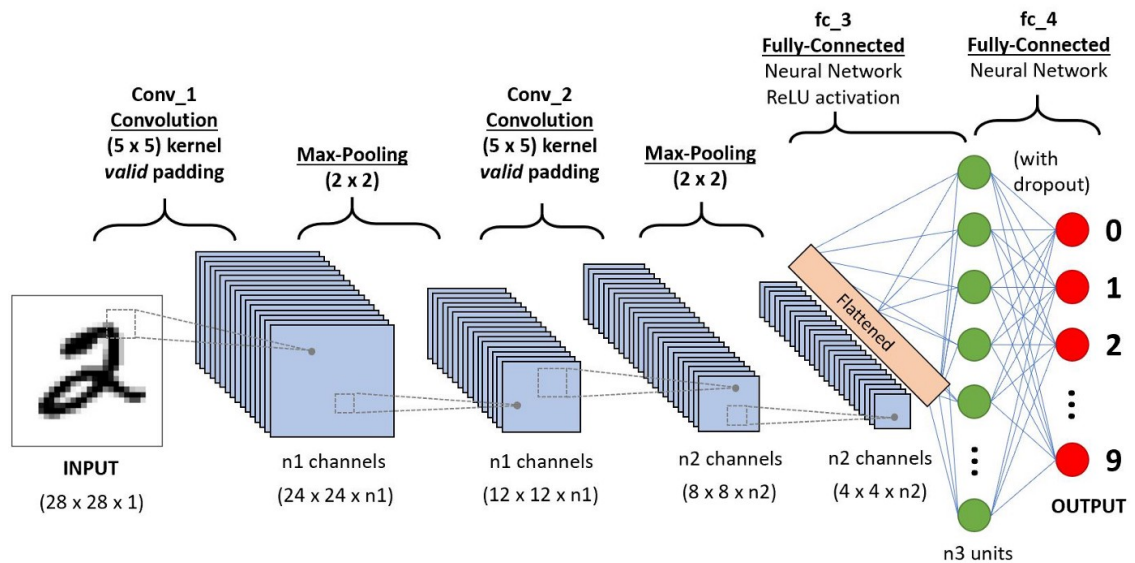 fc_3
Fully-Connected
Neural Network
ReLU activation
fc_4
Fully-Connected
Neural Network
Conv_1
Convolution
(5 x 5) kernel
valid padding
Max-Pooling
(2 x 2)
Conv_2
Convolution
(5 x 5) kernel
valid padding
Max-Pooling
(2 x 2)
(with
dropout)
Flattened
0
1
2
...
9
...
INPUT
(28 x 28 x 1)
n1 channels
(24 x 24 x n1)
n1 channels
(12 x 12 x n1)
n2 channels
(8 x 8 x n2)
n2 channels
(4 x 4 x n2)
OUTPUT
n3 units